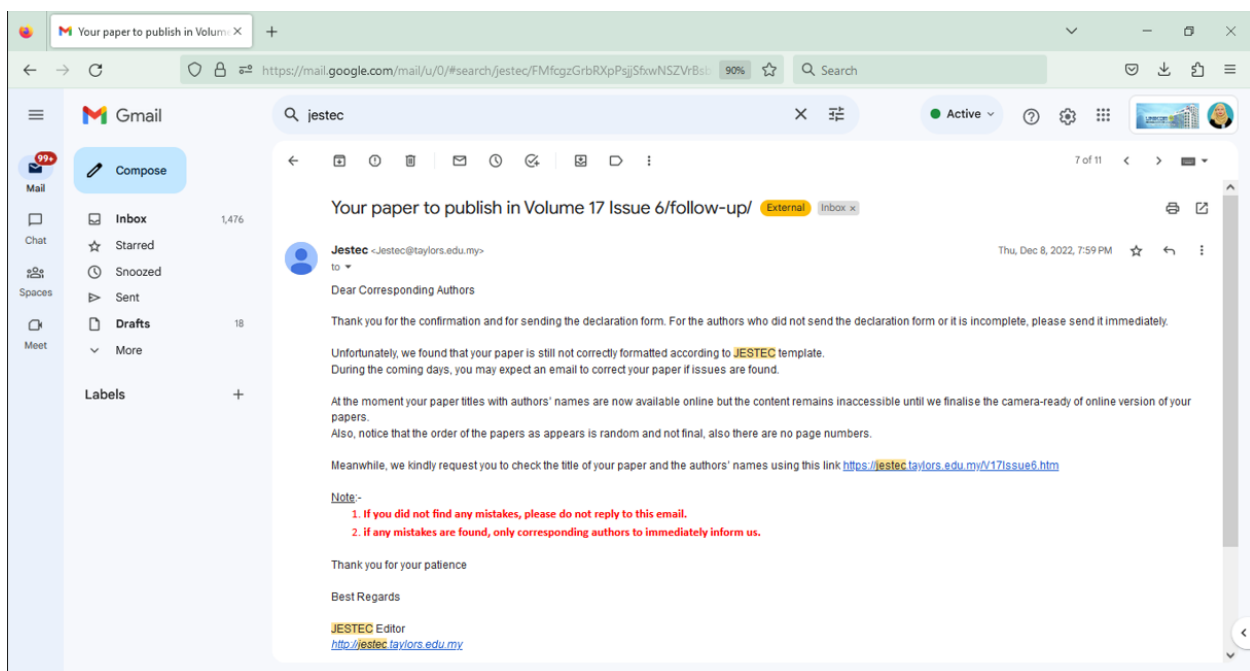 Your paper to publish in Volum
https://mail.google.com/mail/u/0/#search/jestec/FMfcgzGrbRXpPsjjSfxwNSZVrBsb
90%
Search
Gmail
jestec
Active
99+
Mail
Compose
7 of 11
Your paper to publish in Volume 17 Issue 6/follow-up/
External
Inbox x
Inbox 1,476
Chat
Starred
Jestec <Jestec@taylors.edu.my>
Thu, Dec 8, 2022, 7:59 PM
to
Snoozed
Spaces
Sent
Dear Corresponding Authors
Drafts 18
Thank you for the confirmation and for sending the declaration form. For the authors who did not send the declaration form or it is incomplete, please send it immediately.
Meet
More
Unfortunately, we found that your paper is still not correctly formatted according to JESTEC template.
During the coming days, you may expect an email to correct your paper if issues are found.
Labels
At the moment your paper titles with authors' names are now available online but the content remains inaccessible until we finalise the camera-ready of online version of your
papers.
Also, notice that the order of the papers as appears is random and not final, also there are no page numbers.
Meanwhile, we kindly request you to check the title of your paper and the authors' names using this link https://jestec.taylors.edu.my/V17Issue6.htm
Note:-
1. If you did not find any mistakes, please do not reply to this email.
2. if any mistakes are found, only corresponding authors to immediately inform us.
Thank you for your patience
Best Regards
JESTEC Editor
http://jestec.taylors.edu.my